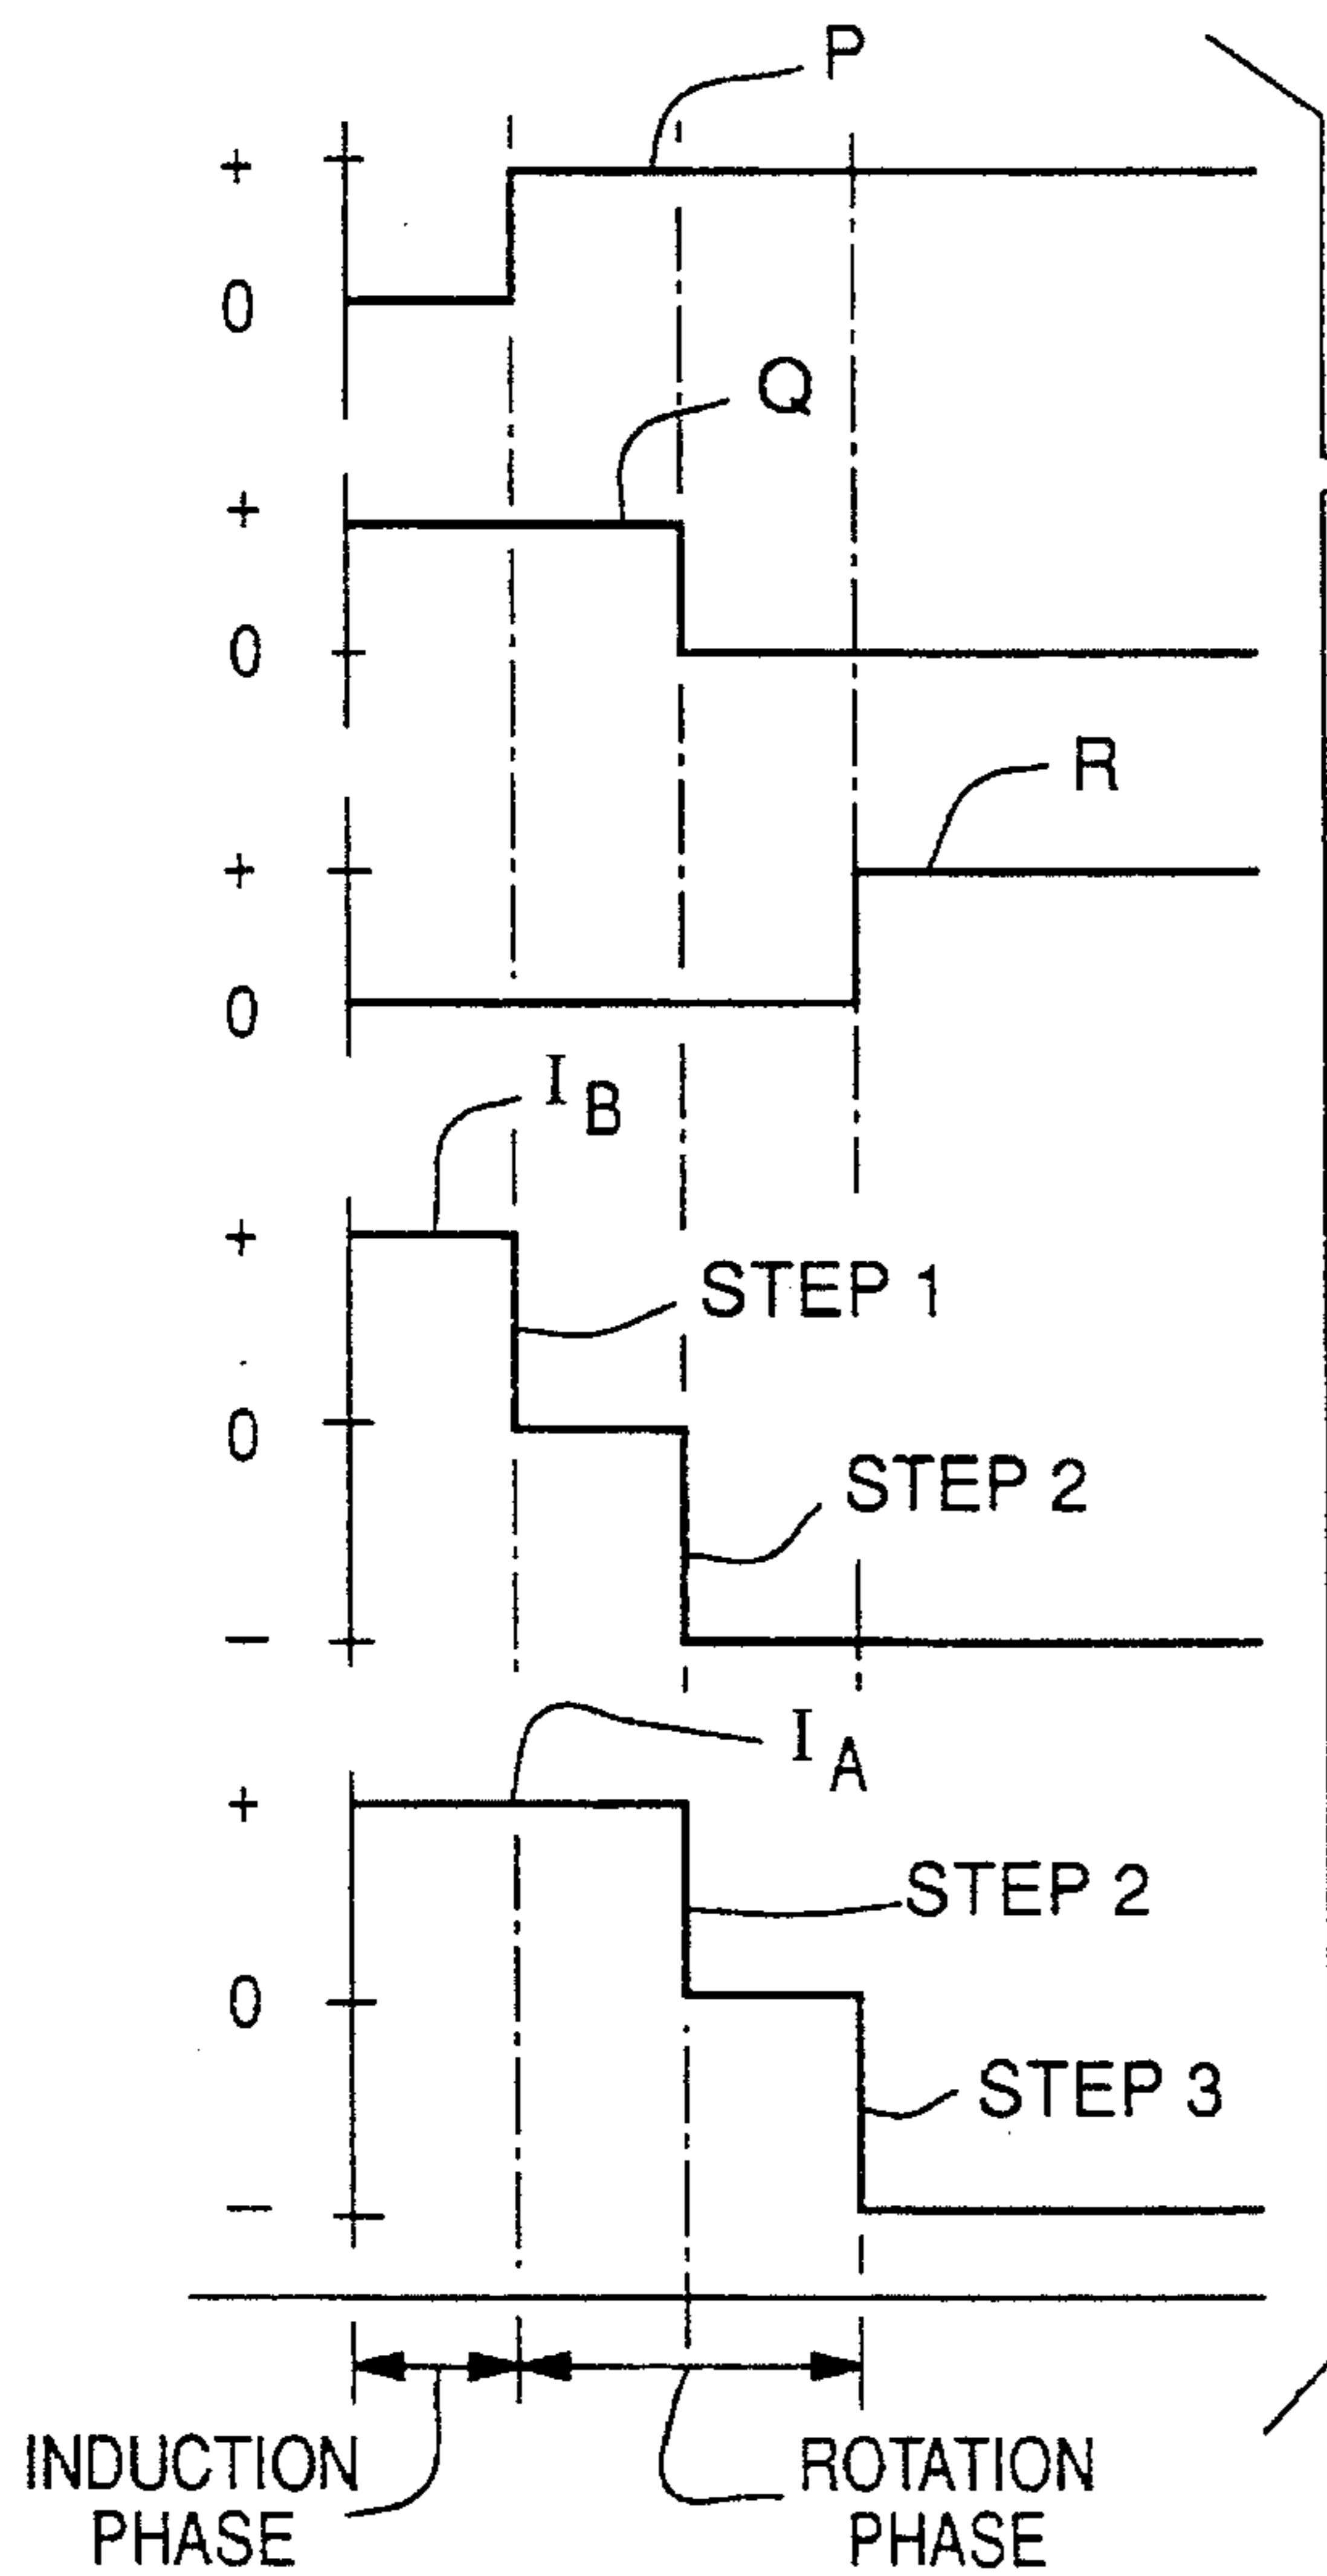 P
+
0
Q
+
0
R
+
0
I B
+
STEP 1
0
STEP 2
−
I A
+
STEP 2
0
STEP 3
−
INDUCTION
PHASE
ROTATION
PHASE